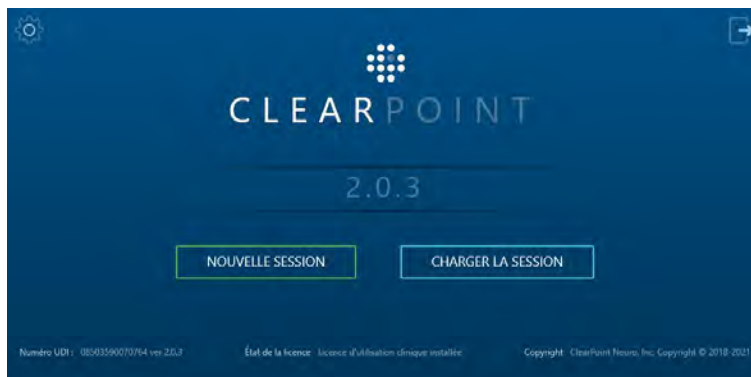 CLEARPOINT
2.0.3
NOUVELLE SESSION
CHARGER LA SESSION
Numéro UDI : 08503590070764 ver 2.0.3
État de la licence Licence d'utilisation clinique installée
Copyright ClearPoint Neuro, Inc. Copyright © 2018-2021